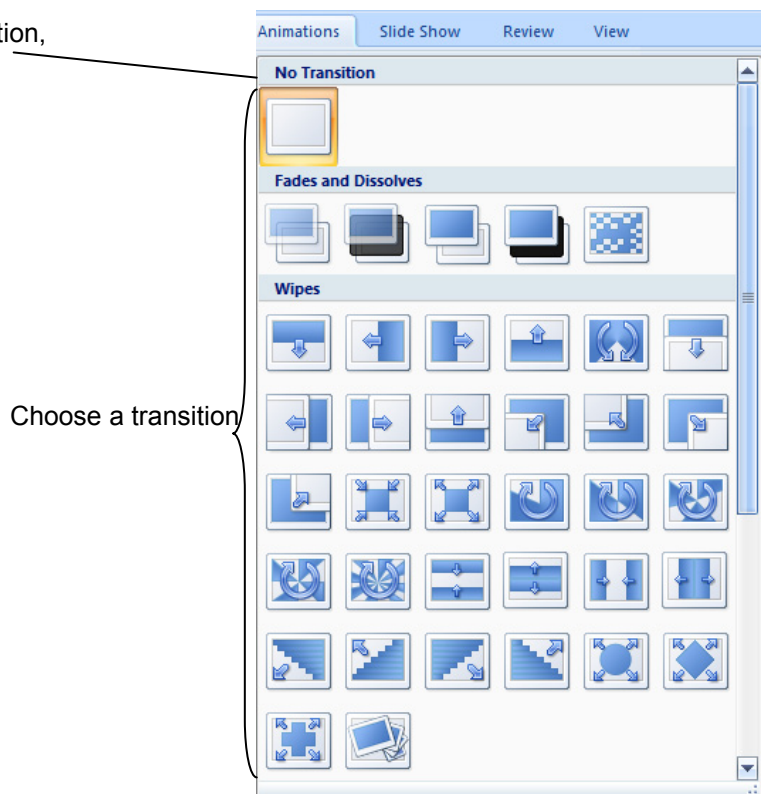 tion,
Animations Slide Show Review View
No Transition
Fades and Dissolves
Wipes
Choose a transition